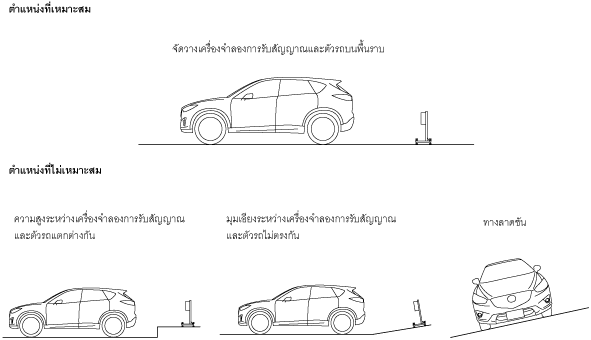 ตำแหน่งที่เหมาะสม
จัดวางเครื่องจำลองการรับสัญญาณและตัวรถบนพื้นราบ
ตำแหน่งที่ไม่เหมาะสม
ความสูงระหว่างเครื่องจำลองการรับสัญญาณ
และตัวรถแตกต่างกัน
มุมเอียงระหว่างเครื่องจำลองการรับสัญญาณ
และตัวรถไม่ตรงกัน
ทางลาดชัน